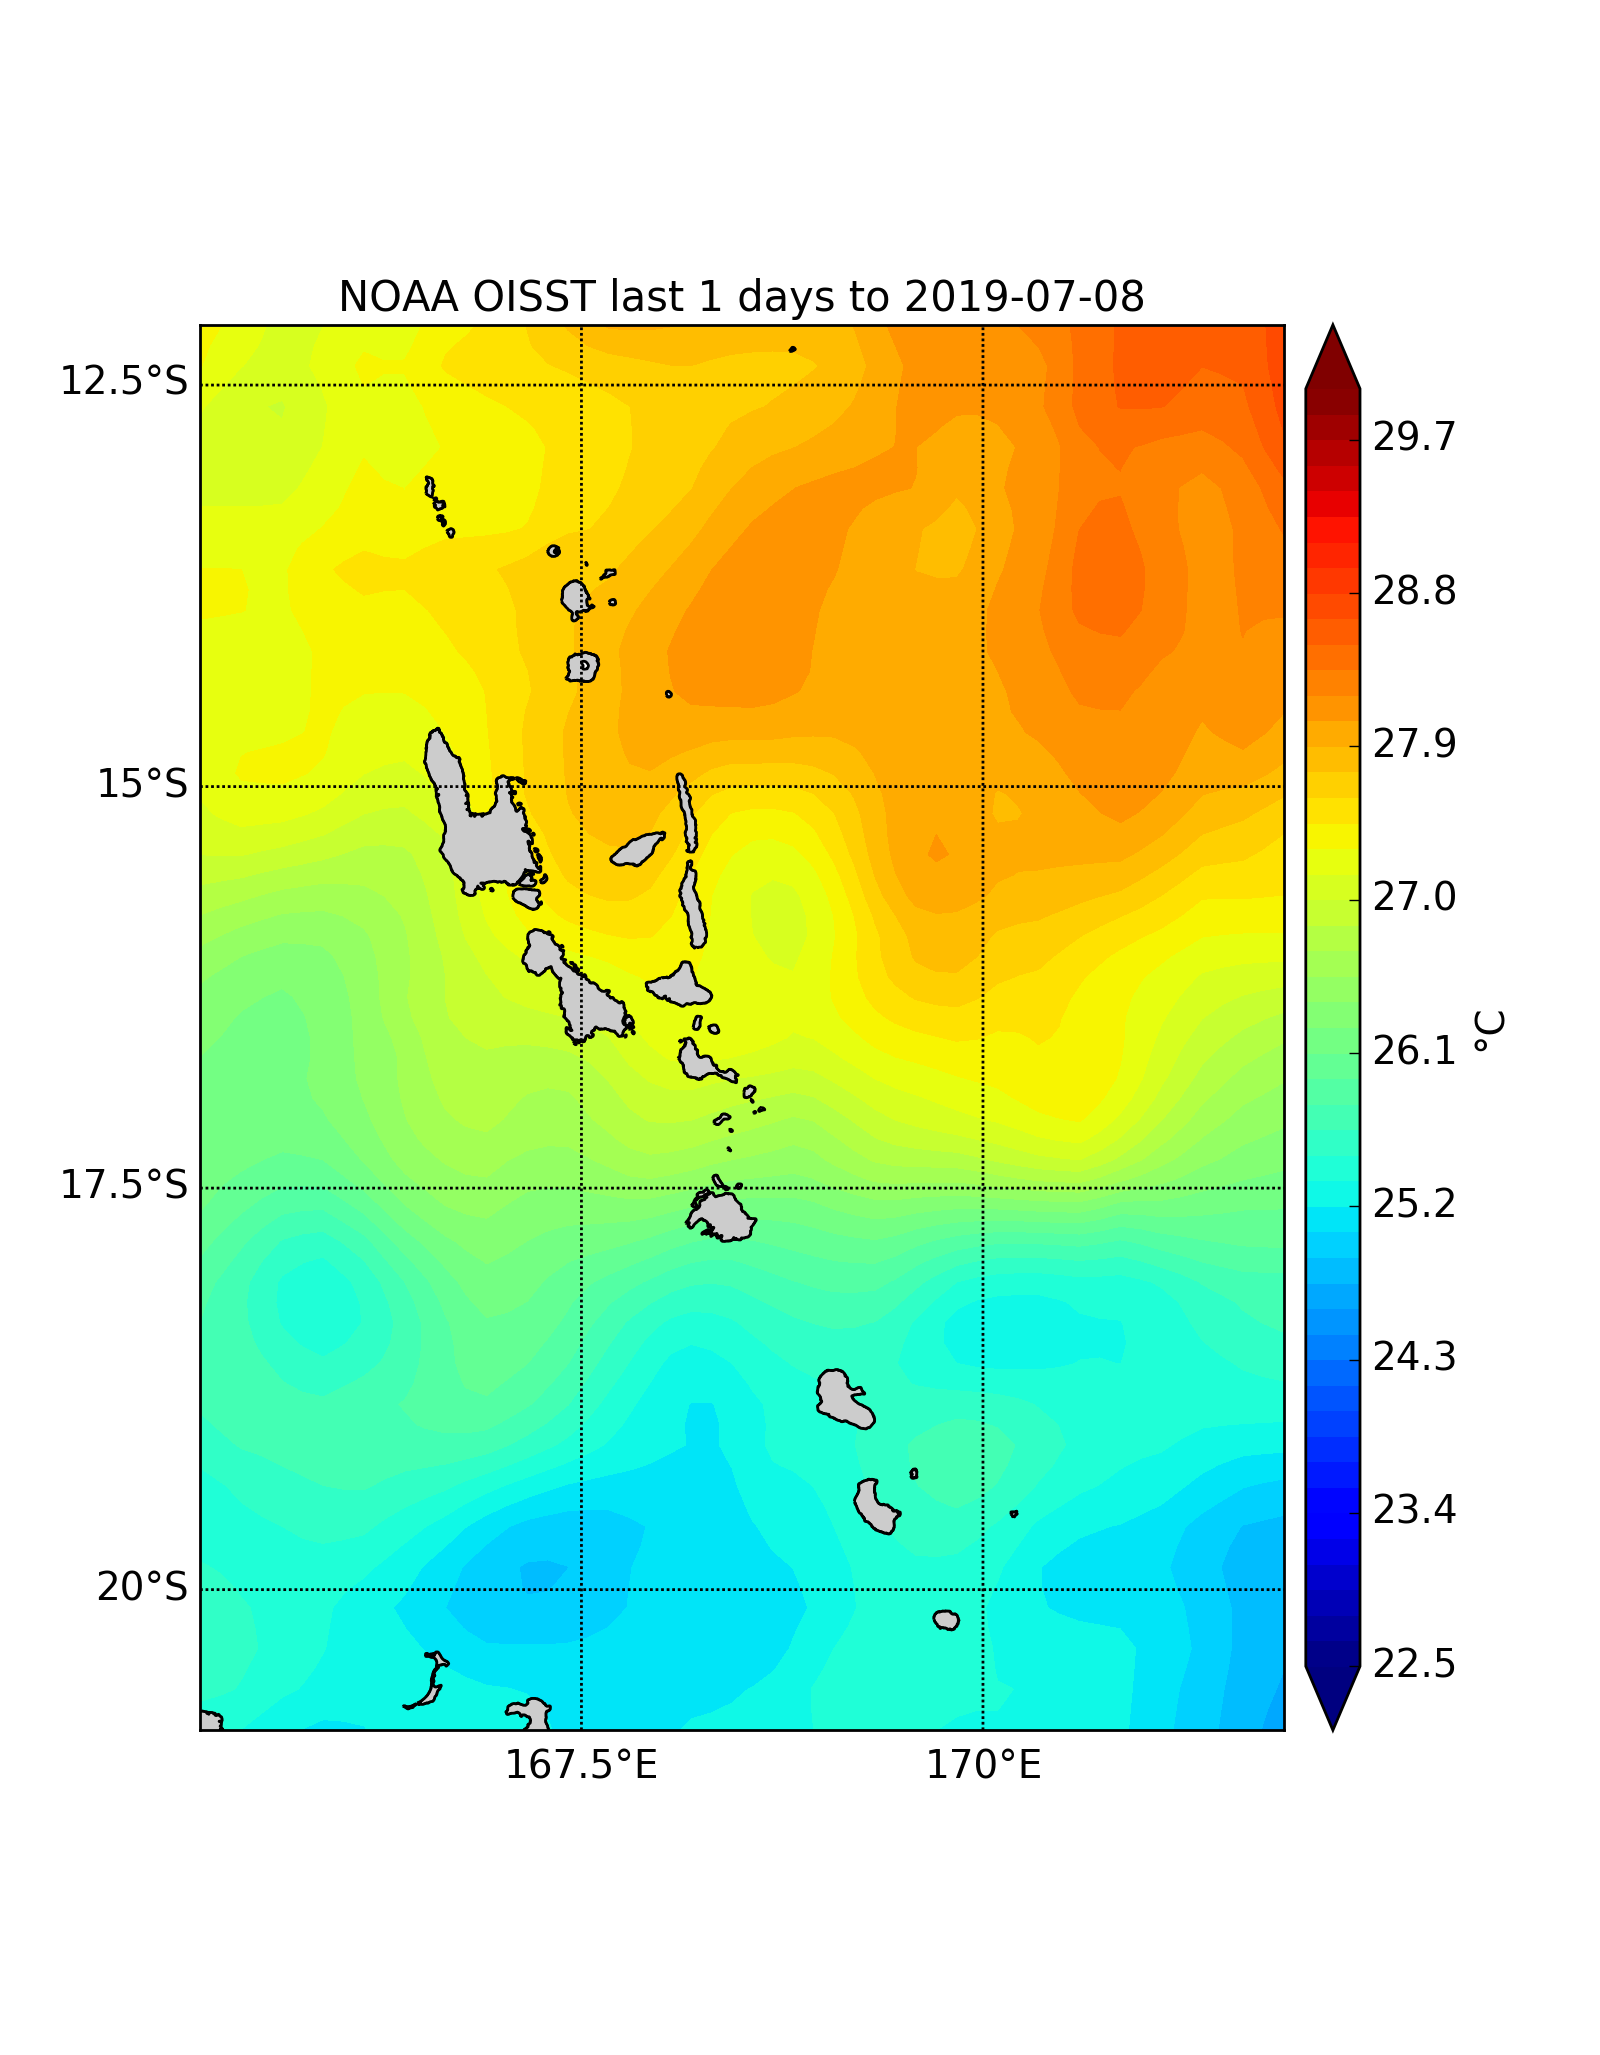 NOAA OISST last 1 days to 2019-07-08
12.5°S
15°S
17.5°S
20°S
167.5°E
170°E
29.7
28.8
27.9
27.0
26.1
25.2
24.3
23.4
22.5
°C